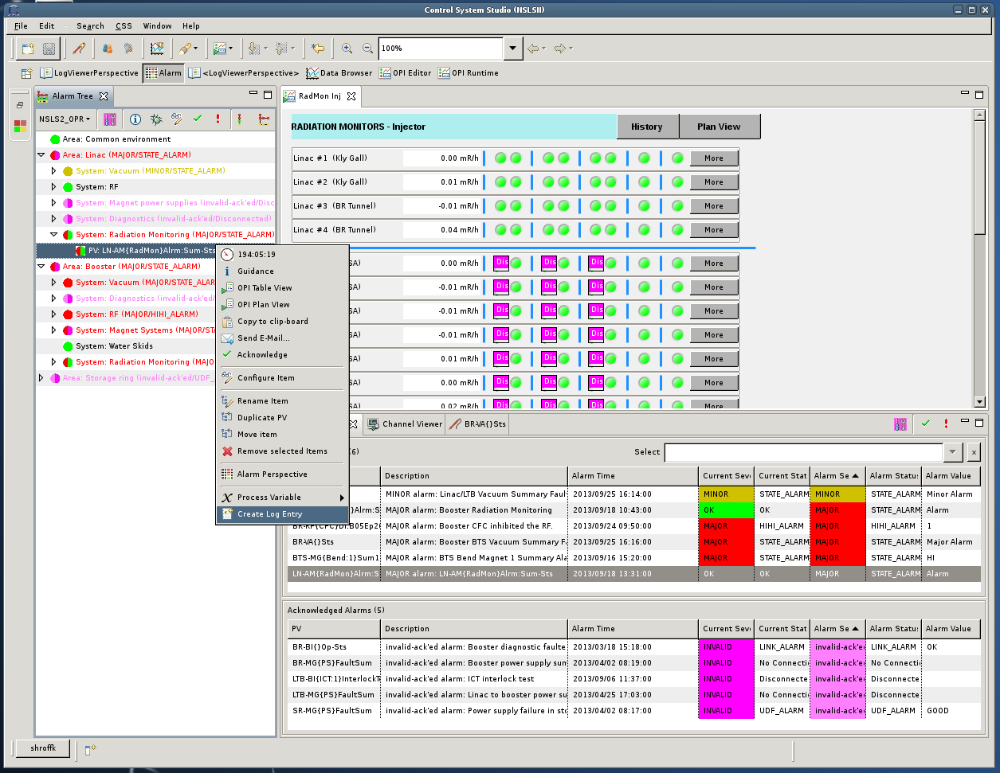 Control System Studio (NSLSII)
File Edit Search CSS Window Help
100%
LogViewerPerspective Alarm <LogViewerPerspective> Data Browser OPI Editor OPI Runtime
Alarm Tree
NSLS2_OPR
Area: Common environment
Area: Linac (MAJOR/STATE_ALARM)
System: Vacuum (MINOR/STATE_ALARM)
System: RF
System: Magnet power supplies (invalid-ack'ed/Disc
System: Diagnostics (invalid-ack'ed/Disconnected)
System: Radiation Monitoring (MAJOR/STATE_ALARM)
PV: LN-AM{RadMon}Alrm:Sum-Sts
Area: Booster (MAJOR/STATE_ALARM)
System: Vacuum (MAJOR/STATE_ALAR
System: Diagnostics (invalid-ack'ed/
System: RF (MAJOR/HIHI_ALARM)
System: Magnet Systems (MAJOR/STA
System: Water Skids
System: Radiation Monitoring (MAJO
Area: Storage ring (invalid-ack'ed/UDF_
194:05:19
Guidance
OPI Table View
OPI Plan View
Copy to clip-board
Send E-Mail...
Acknowledge
Configure Item
Rename Item
Duplicate PV
Move item
Remove selected Items
Alarm Perspective
Process Variable
Create Log Entry
RadMon Inj
RADIATION MONITORS - Injector History Plan View
Linac #1 (Kly Gall) 0.00 mR/h More
Linac #2 (Kly Gall) 0.01 mR/h More
Linac #3 (BR Tunnel) -0.01 mR/h More
Linac #4 (BR Tunnel) 0.04 mR/h More
SA) 0.00 mR/h Dis Dis Dis More
SA) -0.01 mR/h Dis Dis Dis More
SA) -0.01 mR/h Dis Dis Dis More
SA) -0.01 mR/h Dis Dis Dis More
SA) -0.01 mR/h Dis Dis Dis More
SA) 0.00 mR/h Dis Dis Dis More
SA) 0.02 mR/h Dis Dis Dis More
Channel Viewer BR-VA{}Sts
(6) Select x
Description Alarm Time Current Seve Current Stat Alarm Se Alarm Status Alarm Value
MINOR alarm: Linac/LTB Vacuum Summary Faul 2013/09/25 16:14:00 MINOR STATE_ALARM MINOR STATE_ALARM Minor Alarm
}Alrm:S MAJOR alarm: Booster Radiation Monitoring 2013/09/18 10:43:00 OK OK MAJOR STATE_ALARM Alarm
BR-RF{CFC}DI:B05Ep2 MAJOR alarm: Booster CFC inhibited the RF. 2013/09/24 09:50:00 MAJOR HIHI_ALARM MAJOR HIHI_ALARM 1
BR-VA{}Sts MAJOR alarm: Booster BTS Vacuum Summary F 2013/09/25 16:16:00 MAJOR STATE_ALARM MAJOR STATE_ALARM Major Alarm
BTS-MG{Bend:1}Sum1 MAJOR alarm: BTS Bend Magnet 1 Summary Ala 2013/09/16 15:20:00 MAJOR STATE_ALARM MAJOR STATE_ALARM HI
LN-AM{RadMon}Alrm:S MAJOR alarm: LN-AM{RadMon}Alrm:Sum-Sts 2013/09/18 13:31:00 OK OK MAJOR STATE_ALARM Alarm
Acknowledged Alarms (5)
PV Description Alarm Time Current Seve Current Stat Alarm Se Alarm Status Alarm Value
BR-BI{}Op-Sts invalid-ack'ed alarm: Booster diagnostic faulte 2013/03/18 15:18:00 INVALID LINK_ALARM invalid-ack'e LINK_ALARM OK
BR-MG{PS}FaultSum invalid-ack'ed alarm: Booster power supply sum 2013/04/02 08:19:00 INVALID No Connecti invalid-ack'e No Connecti
LTB-BI{ICT:1}InterlockT invalid-ack'ed alarm: ICT interlock test 2013/09/06 11:37:00 INVALID Disconnecte invalid-ack'e Disconnecte
LTB-MG{PS}FaultSum invalid-ack'ed alarm: Linac to booster power su 2013/04/25 17:03:00 INVALID No Connecti invalid-ack'e Disconnecte
SR-MG{PS}FaultSum invalid-ack'ed alarm: Power supply failure in sto 2013/04/02 08:17:00 INVALID UDF_ALARM invalid-ack'e UDF_ALARM GOOD
shroffk